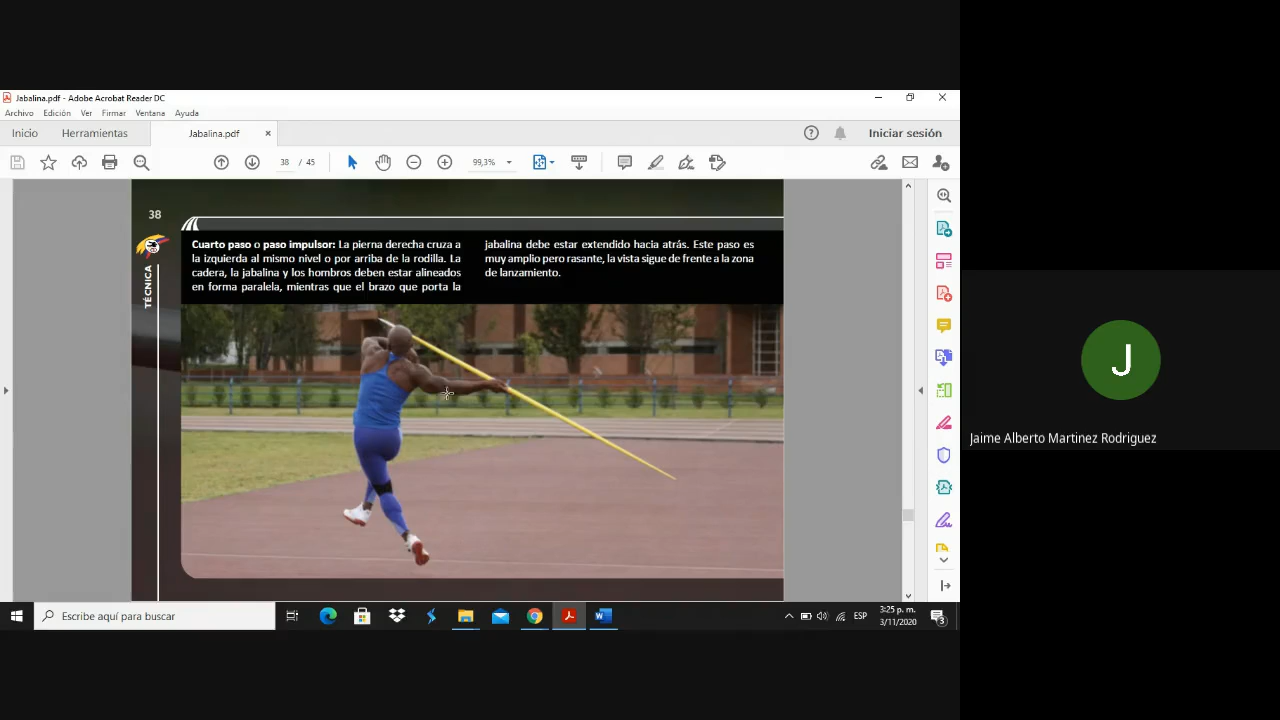 Jabalina.pdf - Adobe Acrobat Reader DC
Archivo Edición Ver Firmar Ventana Ayuda
Inicio Herramientas Jabalina.pdf × Iniciar sesión
38 / 45 99,3%
38
TÉCNICA
Cuarto paso o paso impulsor: La pierna derecha cruza a
la izquierda al mismo nivel o por arriba de la rodilla. La
cadera, la jabalina y los hombros deben estar alineados
en forma paralela, mientras que el brazo que porta la
jabalina debe estar extendido hacia atrás. Este paso es
muy amplio pero rasante, la vista sigue de frente a la zona
de lanzamiento.
J
Jaime Alberto Martinez Rodriguez
Escribe aquí para buscar
ESP
3:25 p. m.
3/11/2020
3